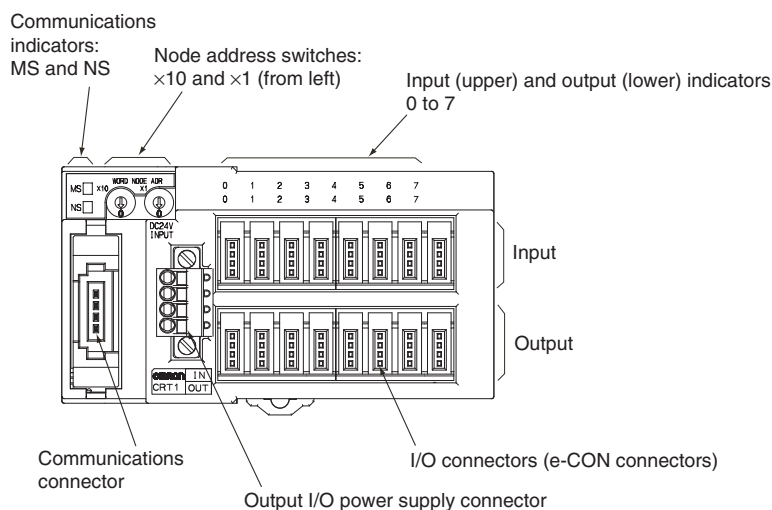 Communications
indicators:
MS and NS
Node address switches:
×10 and ×1 (from left)
Input (upper) and output (lower) indicators
0 to 7
MS
NS
WORD NODE ADR
x10 x1
0 0
DC24V
INPUT
0 1 2 3 4 5 6 7
0 1 2 3 4 5 6 7
Input
Output
OMRON IN
CRT1 OUT
Communications
connector
Output I/O power supply connector
I/O connectors (e-CON connectors)